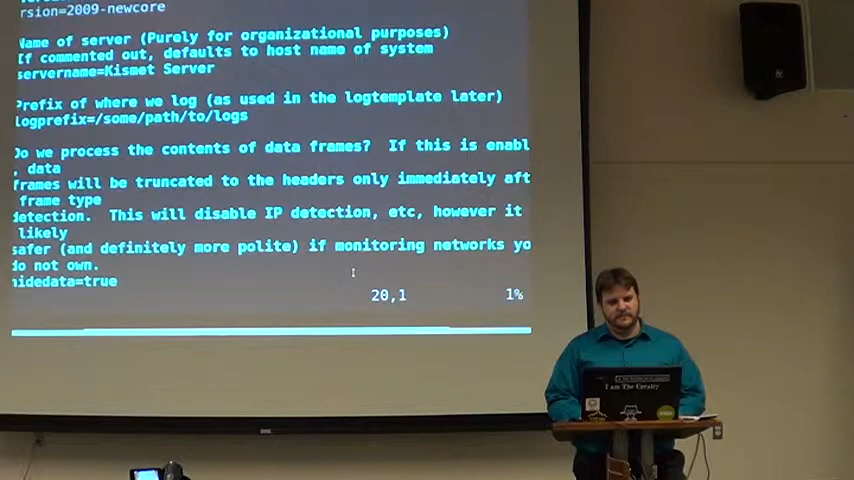 rsion=2009-newcore
Name of server (Purely for organizational purposes)
If commented out, defaults to host name of system
servername=Kismet Server
Prefix of where we log (as used in the logtemplate later)
logprefix=/some/path/to/logs
Do we process the contents of data frames?  If this is enabl
, data
frames will be truncated to the headers only immediately aft
frame type
detection.  This will disable IP detection, etc, however it
likely
safer (and definitely more polite) if monitoring networks yo
do not own.
hidedata=true
20,1 1%
I am The Cavalry